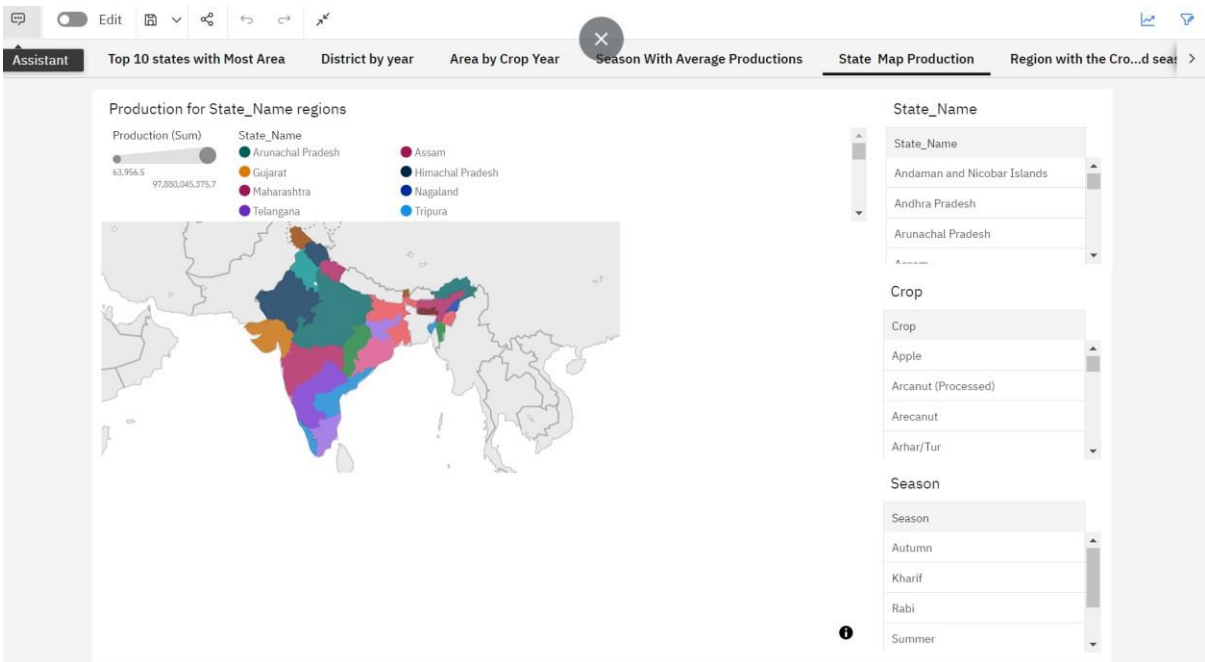 Edit
Assistant
Top 10 states with Most Area
District by year
Area by Crop Year
Season With Average Productions
State Map Production
Region with the Cro...d seas
Production for State_Name regions
Production (Sum)
63,956.5
97,880,045,375.7
State_Name
Arunachal Pradesh
Assam
Gujarat
Himachal Pradesh
Maharashtra
Nagaland
Telangana
Tripura
State_Name
State_Name
Andaman and Nicobar Islands
Andhra Pradesh
Arunachal Pradesh
Assam
Crop
Crop
Apple
Arcanut (Processed)
Arecanut
Arhar/Tur
Season
Season
Autumn
Kharif
Rabi
Summer